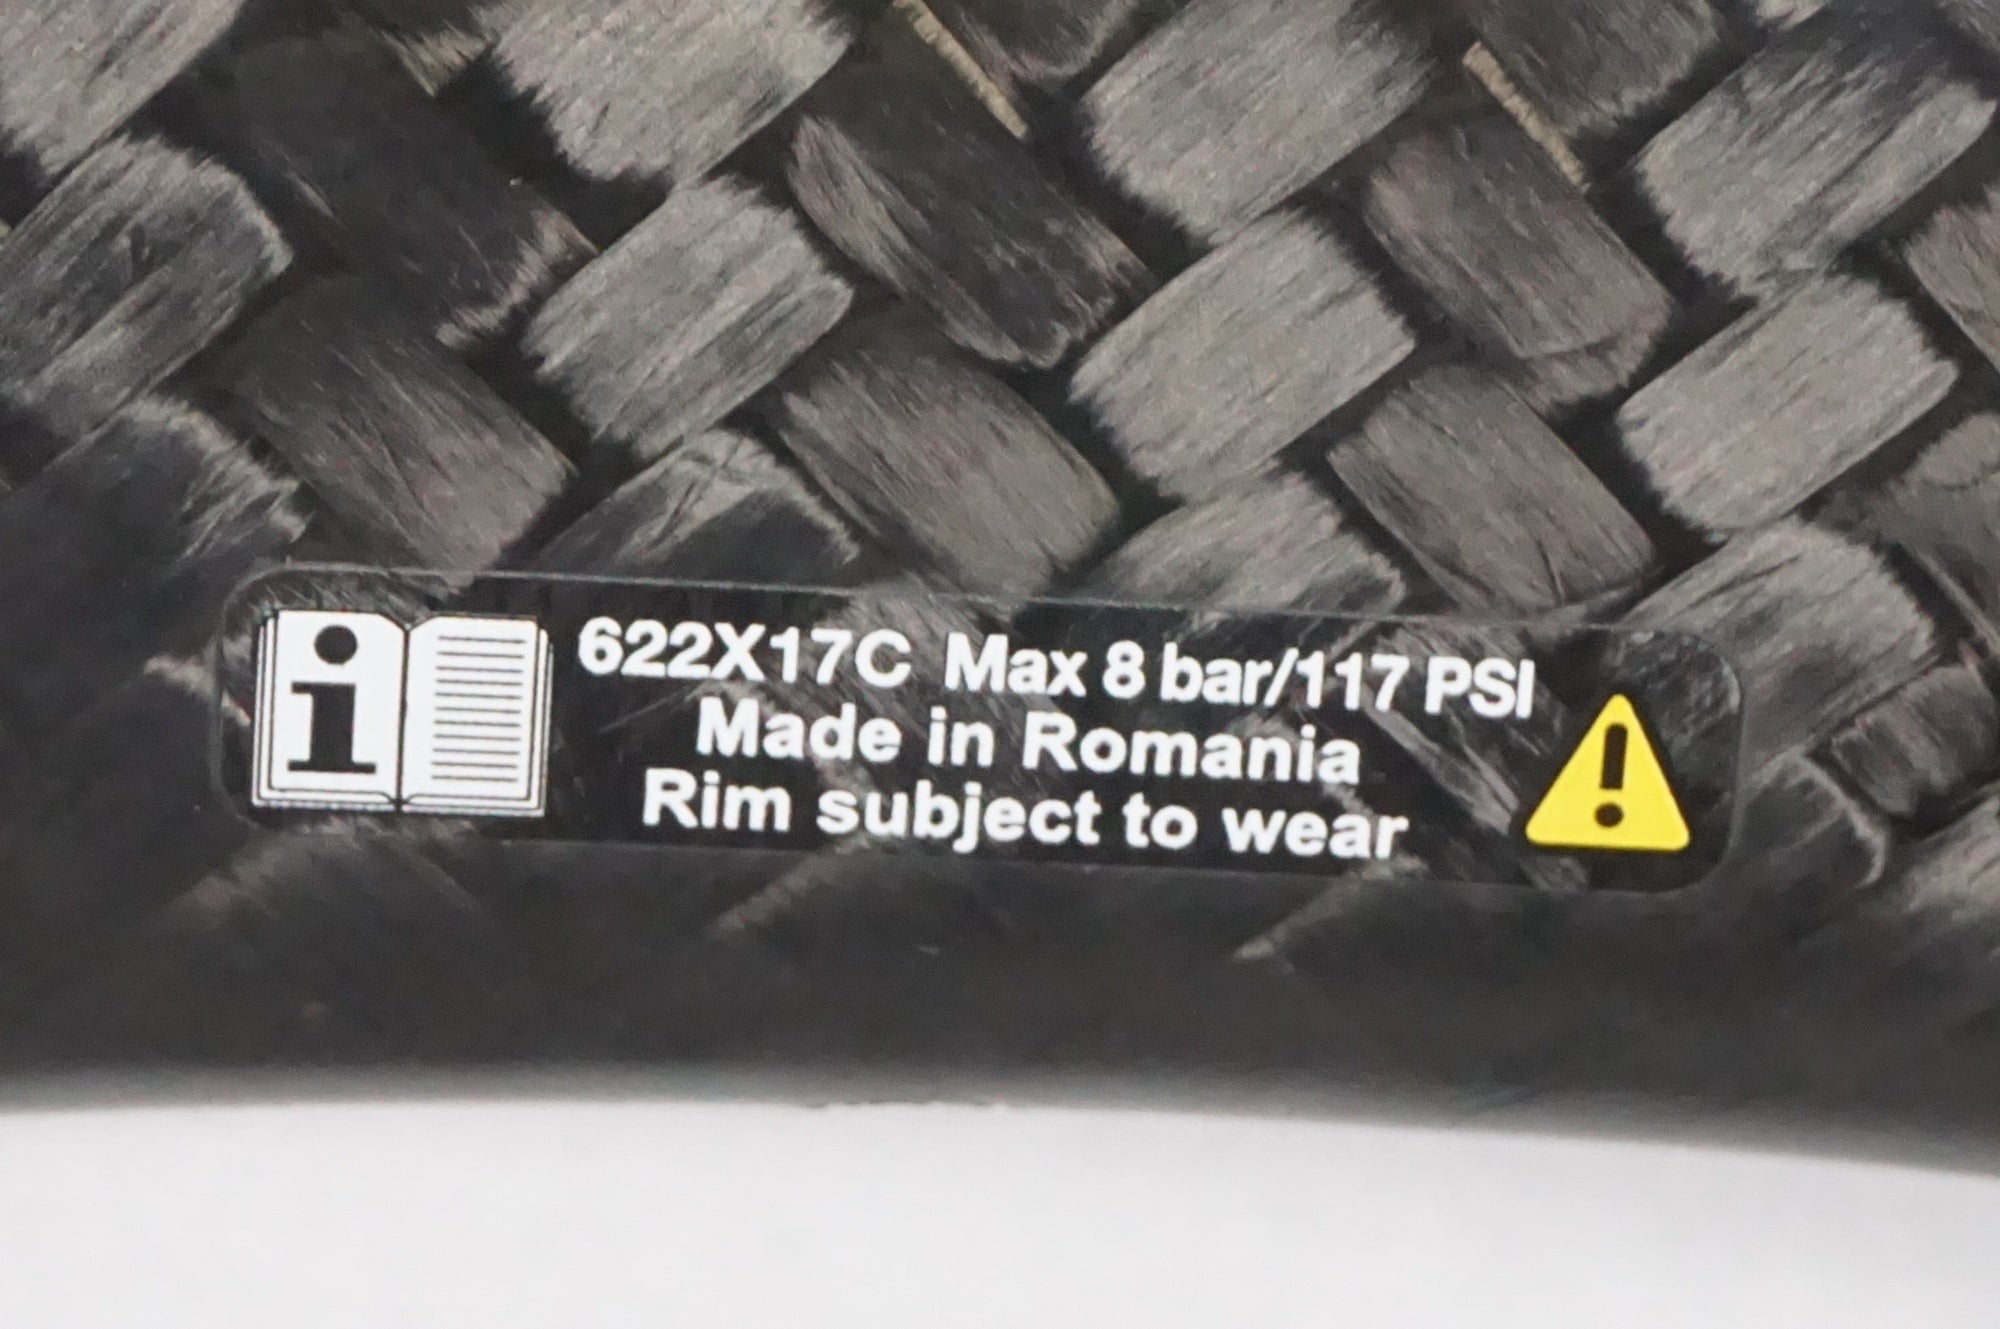 622X17C Max 8 bar/117 PSI
Made in Romania
Rim subject to wear